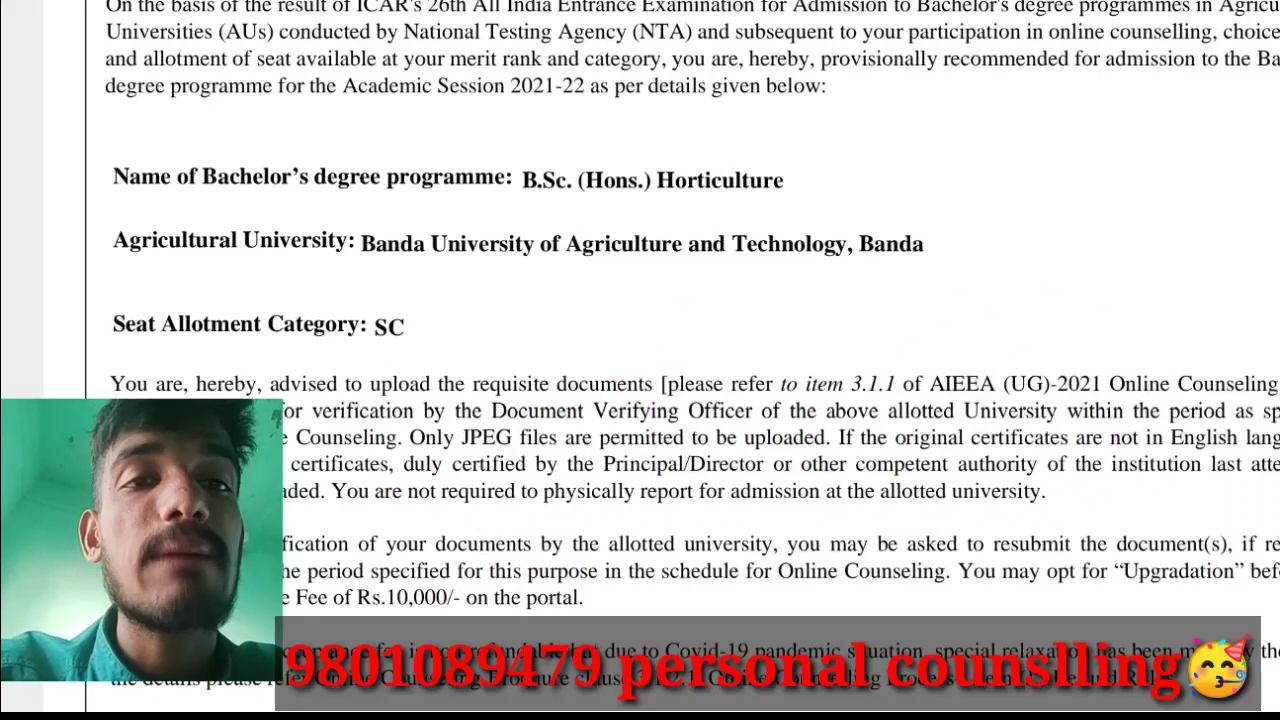 On the basis of the result of ICAR's 26th All India Entrance Examination for Admission to Bachelor's degree programmes in Agricu
Universities (AUs) conducted by National Testing Agency (NTA) and subsequent to your participation in online counselling, choice
and allotment of seat available at your merit rank and category, you are, hereby, provisionally recommended for admission to the Ba
degree programme for the Academic Session 2021-22 as per details given below:
Name of Bachelor’s degree programme: B.Sc. (Hons.) Horticulture
Agricultural University: Banda University of Agriculture and Technology, Banda
Seat Allotment Category: SC
You are, hereby, advised to upload the requisite documents [please refer to item 3.1.1 of AIEEA (UG)-2021 Online Counseling
or verification by the Document Verifying Officer of the above allotted University within the period as sp
Counseling. Only JPEG files are permitted to be uploaded. If the original certificates are not in English lang
certificates, duly certified by the Principal/Director or other competent authority of the institution last atte
ded. You are not required to physically report for admission at the allotted university.
fication of your documents by the allotted university, you may be asked to resubmit the document(s), if re
he period specified for this purpose in the schedule for Online Counseling. You may opt for “Upgradation” bef
e Fee of Rs.10,000/- on the portal.
due to Covid-19 pandemic situation, special relaxation has been
9801089479 personal counslling🥳